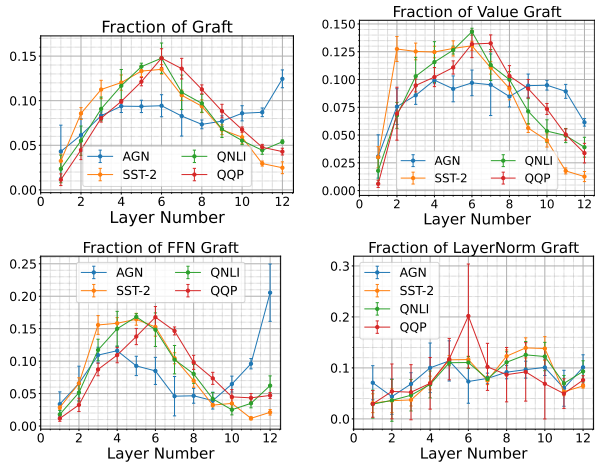 Fraction of Graft
0.15
0.10
0.05
0.00
AGN
SST-2
QNLI
QQP
0 2 4 6 8 10 12
Layer Number
Fraction of Value Graft
0.150
0.125
0.100
0.075
0.050
0.025
0.000
AGN
SST-2
QNLI
QQP
0 2 4 6 8 10 12
Layer Number
Fraction of FFN Graft
0.25
0.20
0.15
0.10
0.05
0.00
AGN
SST-2
QNLI
QQP
0 2 4 6 8 10 12
Layer Number
Fraction of LayerNorm Graft
0.3
0.2
0.1
0.0
AGN
SST-2
QNLI
QQP
0 2 4 6 8 10 12
Layer Number